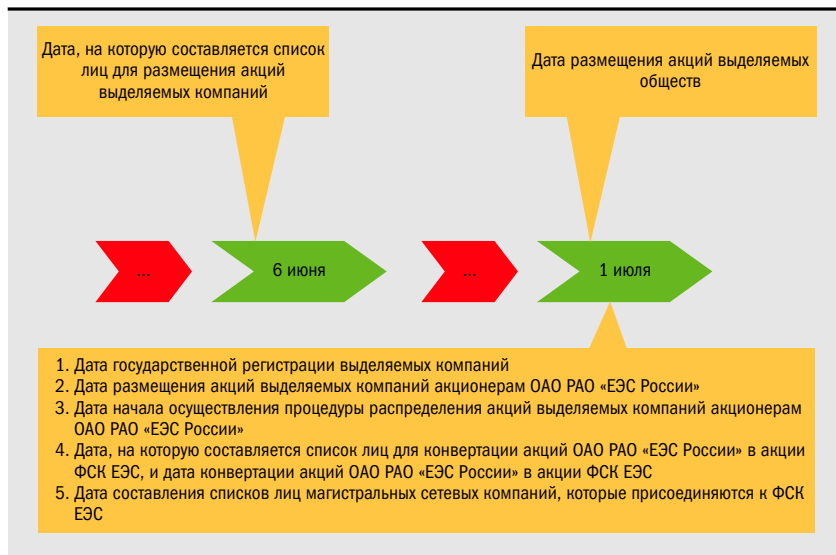 Дата, на которую составляется список
лиц для размещения акций
выделяемых компаний
Дата размещения акций выделяемых
обществ
...
6 июня
...
1 июля
1. Дата государственной регистрации выделяемых компаний
2. Дата размещения акций выделяемых компаний акционерам ОАО РАО «ЕЭС России»
3. Дата начала осуществления процедуры распределения акций выделяемых компаний акционерам
ОАО РАО «ЕЭС России»
4. Дата, на которую составляется список лиц для конвертации акций ОАО РАО «ЕЭС России» в акции
ФСК ЕЭС, и дата конвертации акций ОАО РАО «ЕЭС России» в акции ФСК ЕЭС
5. Дата составления списков лиц магистральных сетевых компаний, которые присоединяются к ФСК
ЕЭС